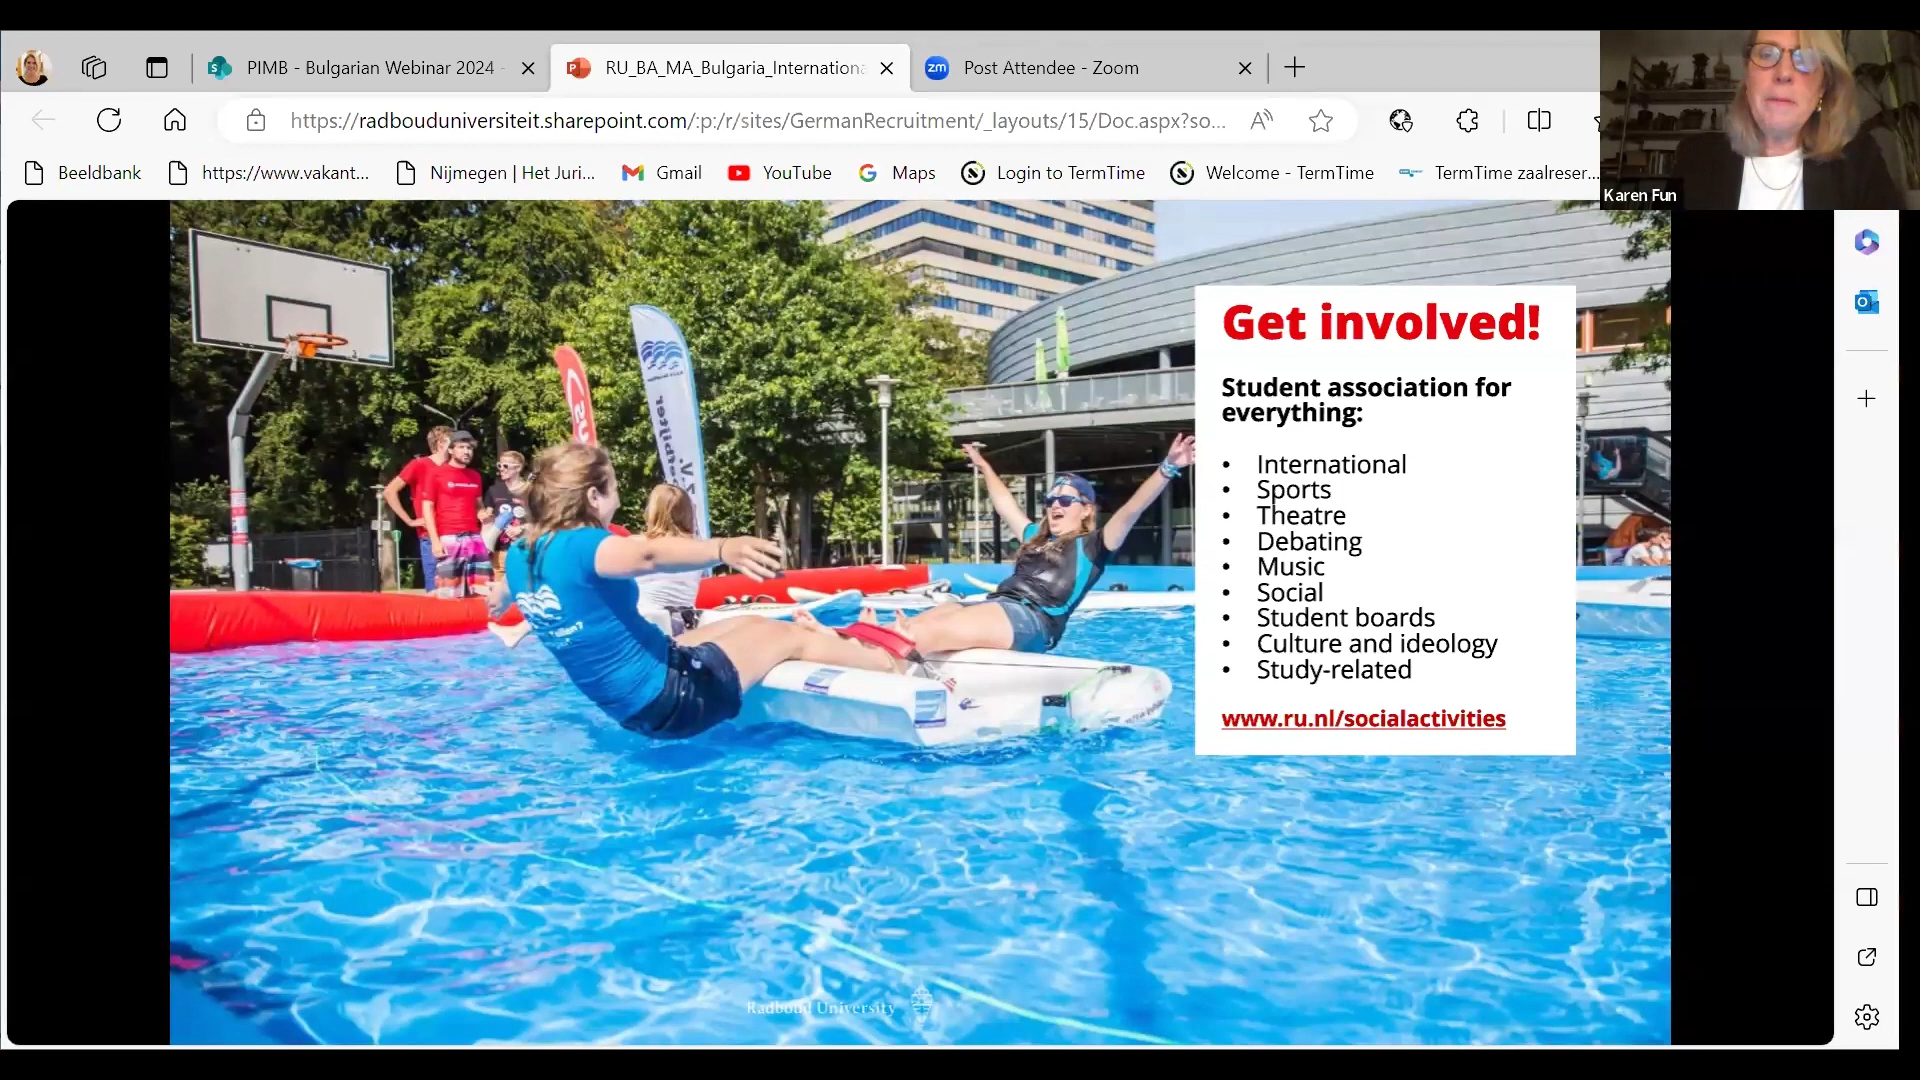 PIMB - Bulgarian Webinar 2024 -
RU_BA_MA_Bulgaria_Internationa
zm
Post Attendee - Zoom
https://radbouduniversiteit.sharepoint.com/:p:/r/sites/GermanRecruitment/_layouts/15/Doc.aspx?so...
Beeldbank
https://www.vakant...
Nijmegen | Het Juri...
Gmail
YouTube
Maps
Login to TermTime
Welcome - TermTime
TermTime zaalreser...
Karen Fun
Get involved!
Student association for
everything:
• International
• Sports
• Theatre
• Debating
• Music
• Social
• Student boards
• Culture and ideology
• Study-related
www.ru.nl/socialactivities
Radboud University